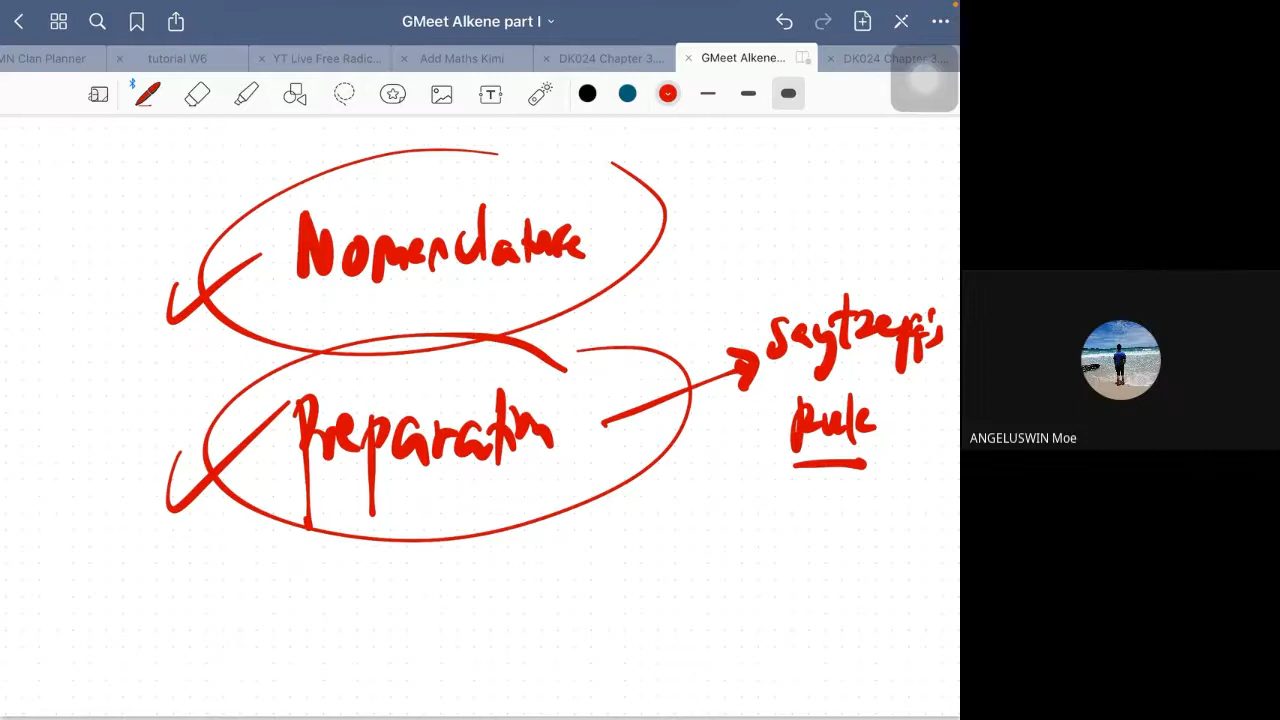 GMeet Alkene part I
MN Clan Planner
tutorial W6
YT Live Free Radic...
Add Maths Kimi
DK024 Chapter 3....
GMeet Alkene...
DK024 Chapter 3....
Nomenclature
Preparation
saytzeff's
rule
ANGELUSWIN Moe